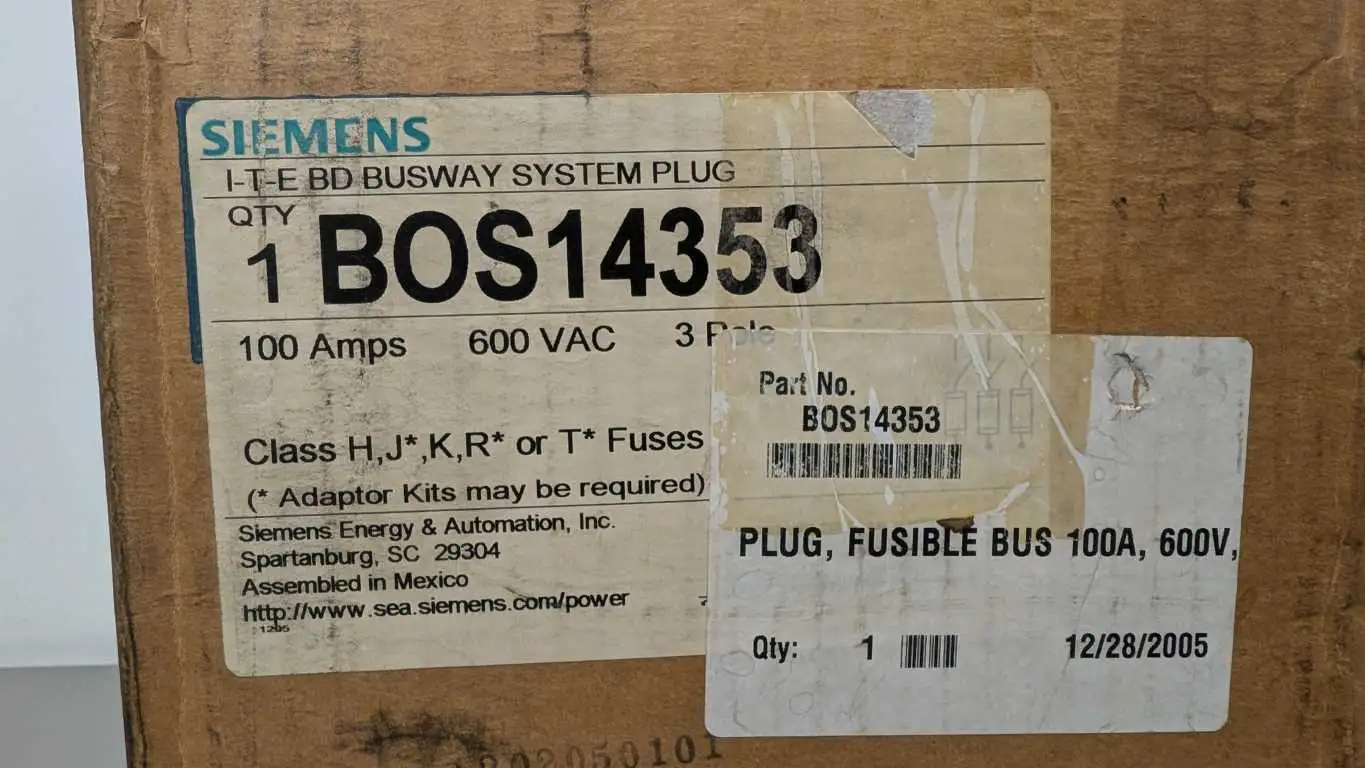 SIEMENS
I-T-E BD BUSWAY SYSTEM PLUG
QTY
1 BOS14353
100 Amps 600 VAC 3 Pole
Class H,J*,K,R* or T* Fuses
(* Adaptor Kits may be required)
Siemens Energy & Automation, Inc.
Spartanburg, SC 29304
Assembled in Mexico
http://www.sea.siemens.com/power
1205
Part No.
BOS14353
PLUG, FUSIBLE BUS 100A, 600V,
Qty: 1 12/28/2005